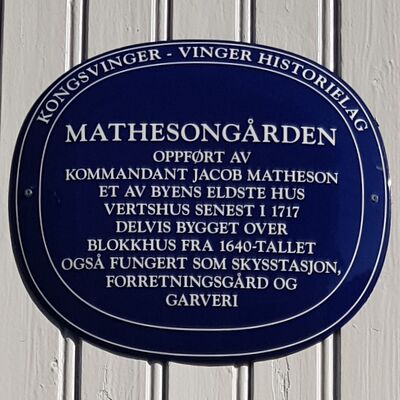 KONGSVINGER - VINGER HISTORIELAG
MATHESONGÅRDEN
OPPFØRT AV
KOMMANDANT JACOB MATHESON
ET AV BYENS ELDSTE HUS
VERTSHUS SENEST I 1717
DELVIS BYGGET OVER
BLOKKHUS FRA 1640-TALLET
OGSÅ FUNGERT SOM SKYSSTASJON,
FORRETNINGSGÅRD OG
GARVERI